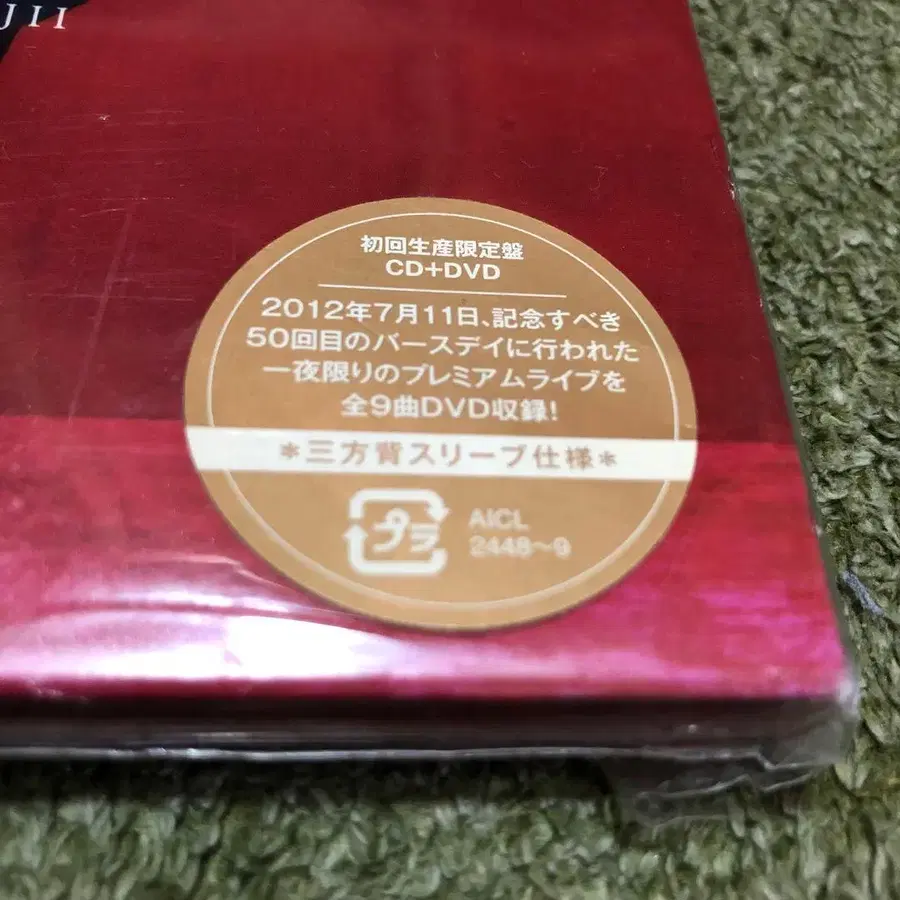 JII
初回生産限定盤
CD+DVD
2012年7月11日、記念すべき
50回目のバースデイに行われた
一夜限りのプレミアムライブを
全9曲DVD収録!
*三方背スリーブ仕様*
プラ
AICL
2448〜9